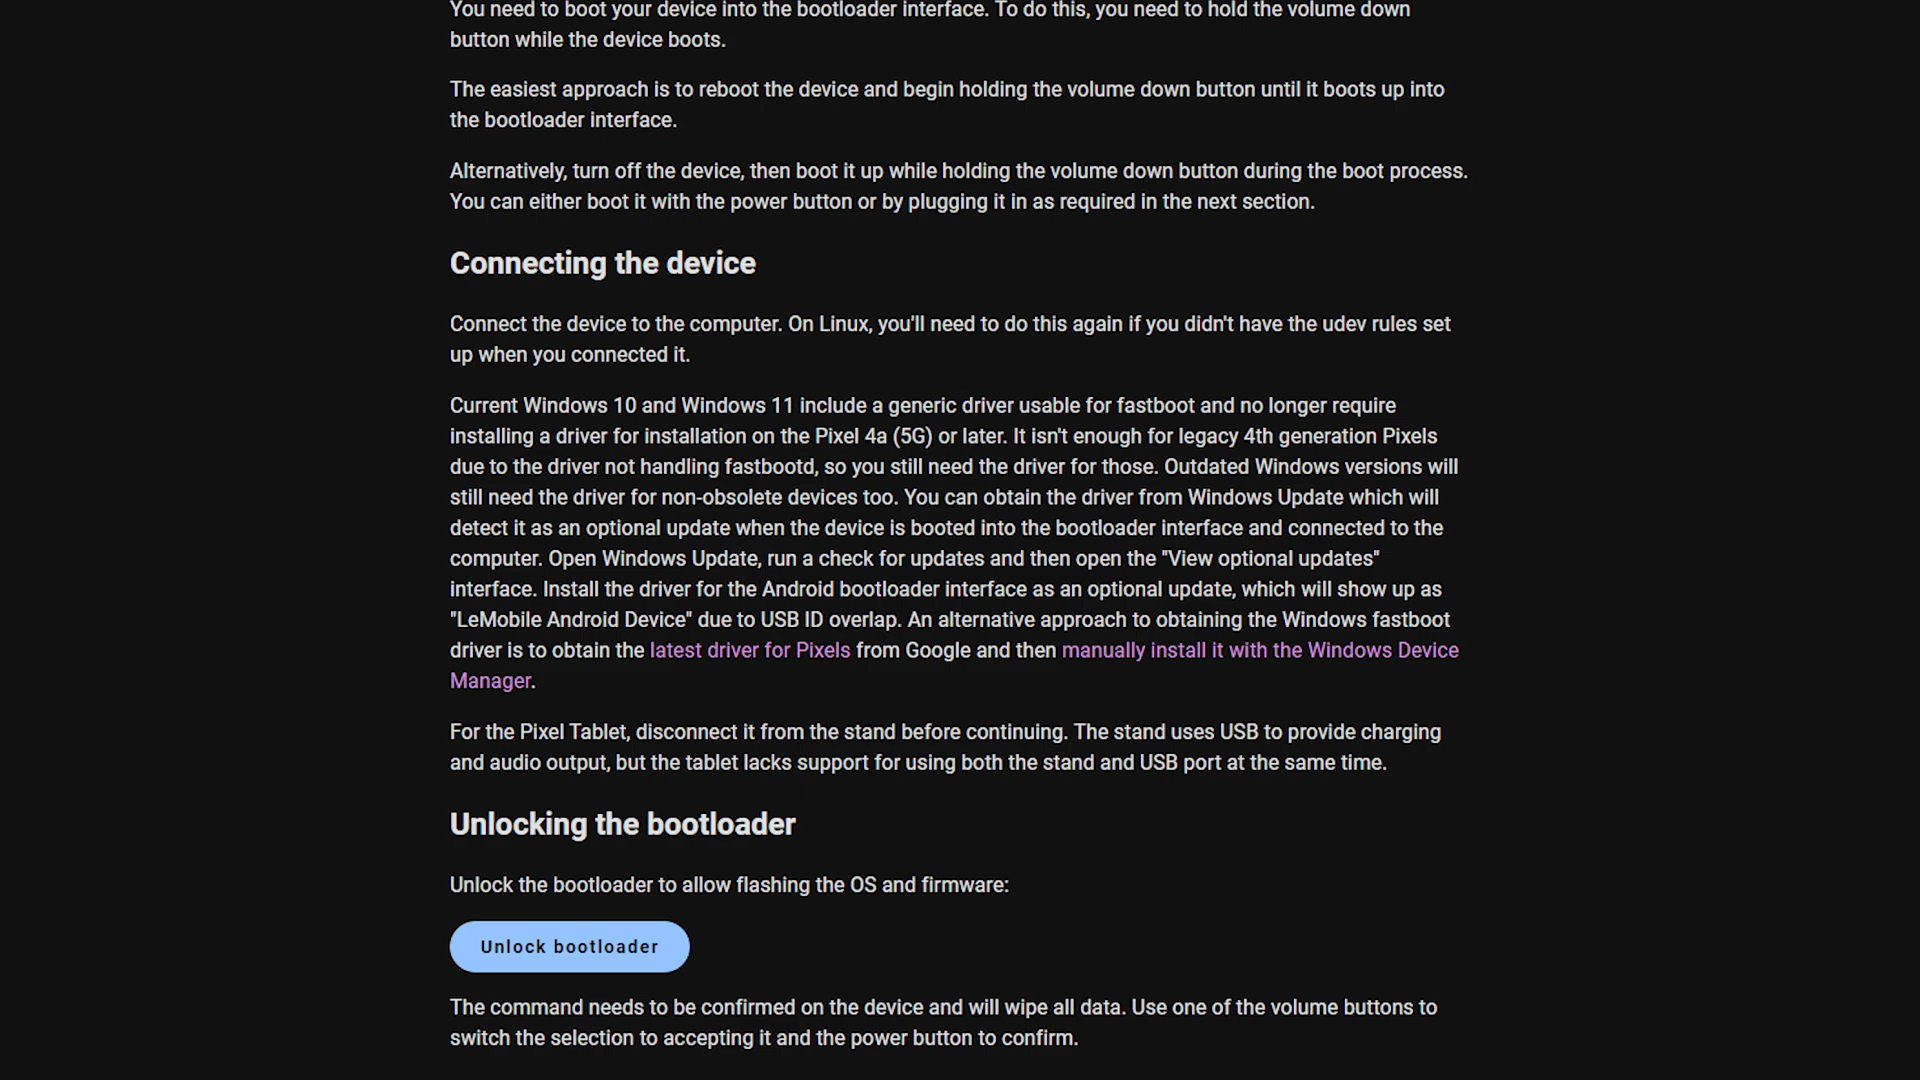 You need to boot your device into the bootloader interface. To do this, you need to hold the volume down
button while the device boots.
The easiest approach is to reboot the device and begin holding the volume down button until it boots up into
the bootloader interface.
Alternatively, turn off the device, then boot it up while holding the volume down button during the boot process.
You can either boot it with the power button or by plugging it in as required in the next section.
Connecting the device
Connect the device to the computer. On Linux, you'll need to do this again if you didn't have the udev rules set
up when you connected it.
Current Windows 10 and Windows 11 include a generic driver usable for fastboot and no longer require
installing a driver for installation on the Pixel 4a (5G) or later. It isn't enough for legacy 4th generation Pixels
due to the driver not handling fastbootd, so you still need the driver for those. Outdated Windows versions will
still need the driver for non-obsolete devices too. You can obtain the driver from Windows Update which will
detect it as an optional update when the device is booted into the bootloader interface and connected to the
computer. Open Windows Update, run a check for updates and then open the "View optional updates"
interface. Install the driver for the Android bootloader interface as an optional update, which will show up as
"LeMobile Android Device" due to USB ID overlap. An alternative approach to obtaining the Windows fastboot
driver is to obtain the latest driver for Pixels from Google and then manually install it with the Windows Device
Manager.
For the Pixel Tablet, disconnect it from the stand before continuing. The stand uses USB to provide charging
and audio output, but the tablet lacks support for using both the stand and USB port at the same time.
Unlocking the bootloader
Unlock the bootloader to allow flashing the OS and firmware:
Unlock bootloader
The command needs to be confirmed on the device and will wipe all data. Use one of the volume buttons to
switch the selection to accepting it and the power button to confirm.